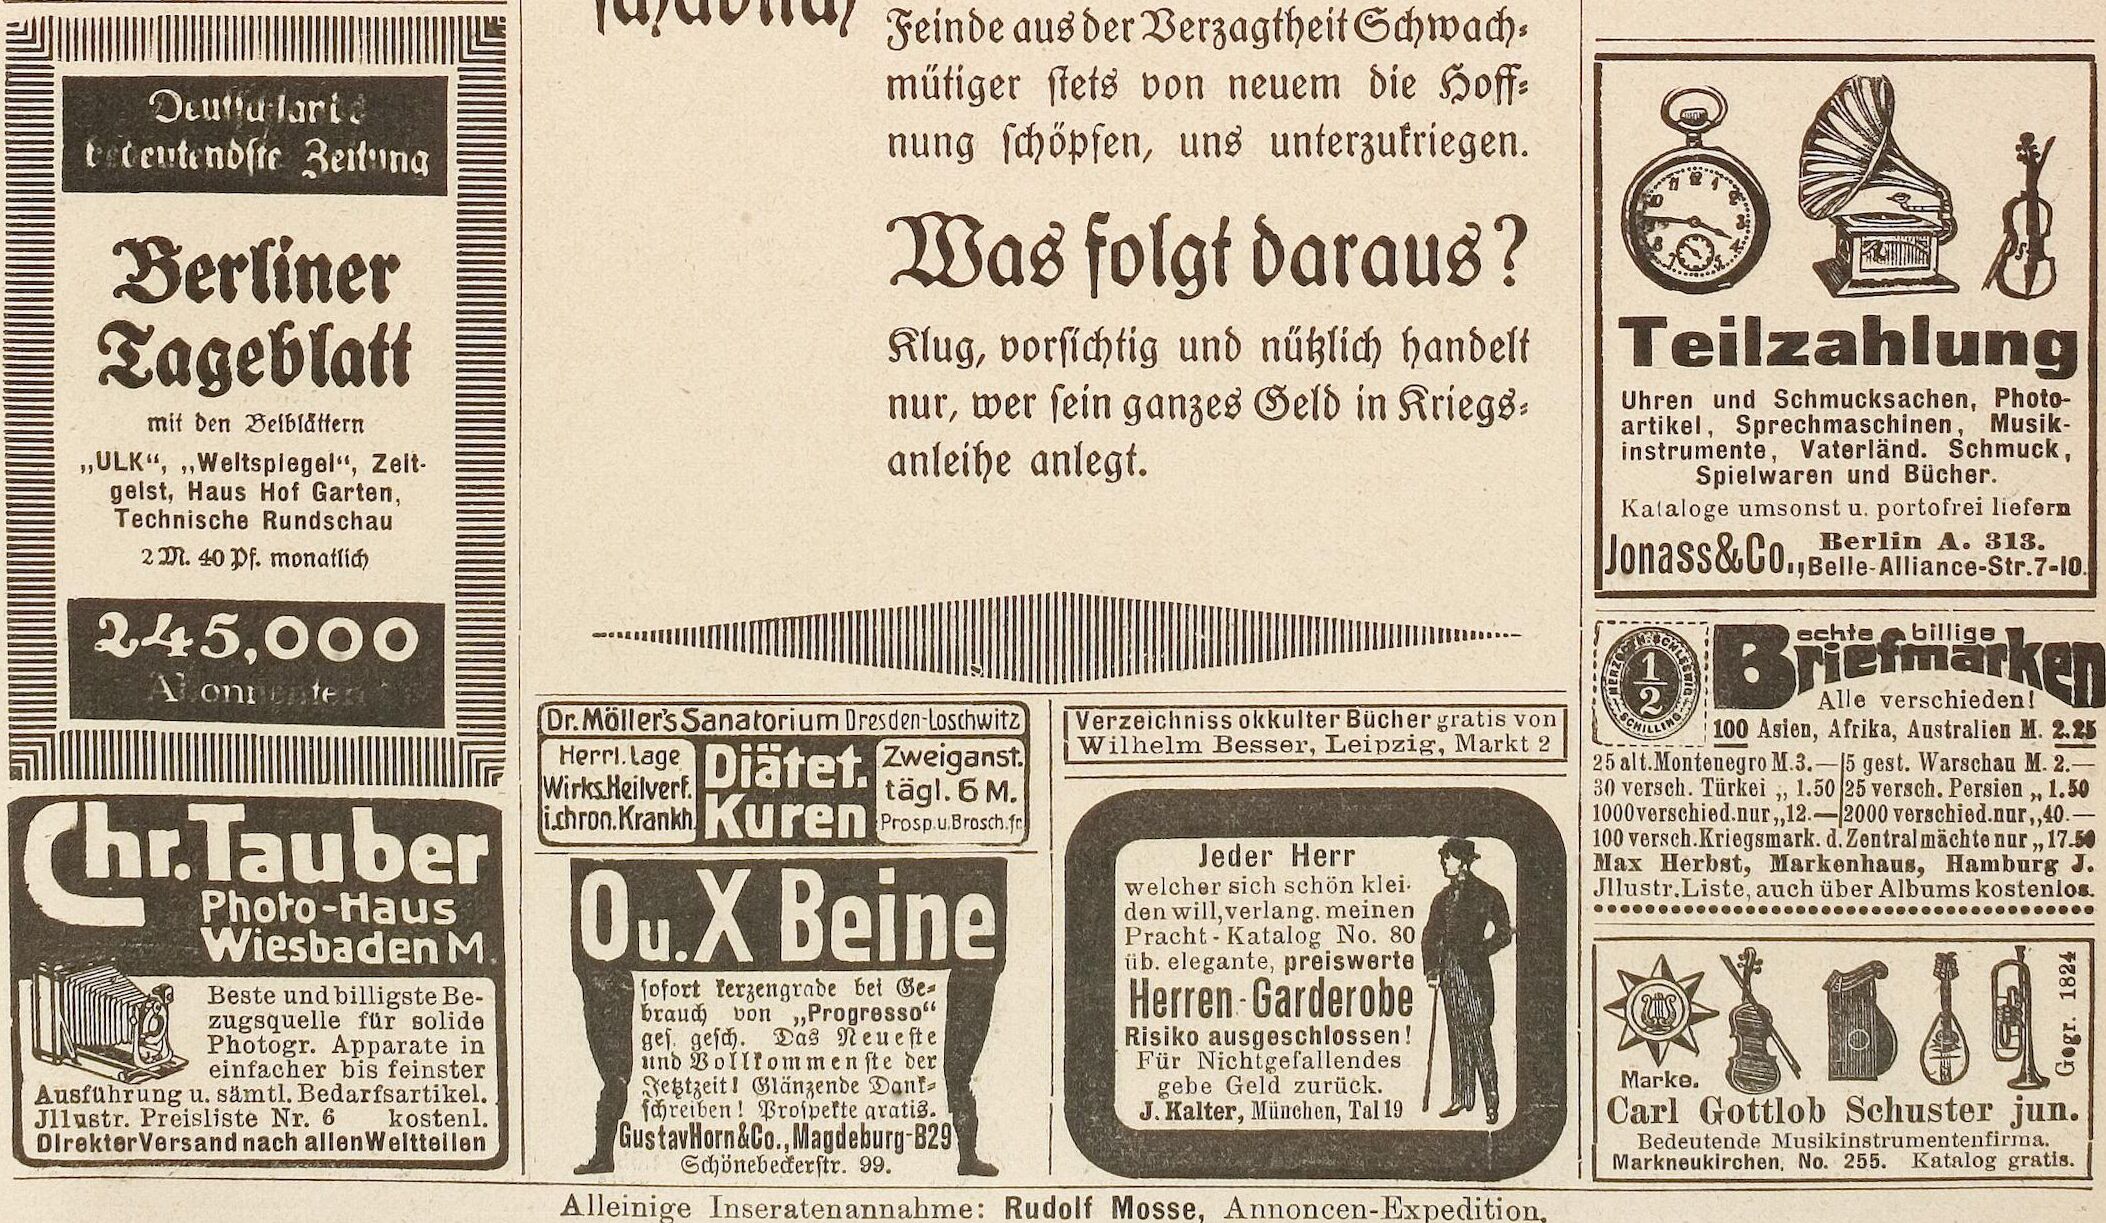 Deutschlands
bedeutendste Zeitung
Berliner
Tageblatt
mit den Beiblättern
„ULK“, „Weltspiegel“, Zeit-
geist, Haus Hof Garten,
Technische Rundschau
2 M. 40 Pf. monatlich
245,000
Abonnenten
Chr. Tauber
Photo-Haus
Wiesbaden M.
Beste und billigste Be-
zugsquelle für solide
Photogr. Apparate in
einfacher bis feinster
Ausführung u. sämtl. Bedarfsartikel.
Jllustr. Preisliste Nr. 6 kostenl.
Direkter Versand nach allen Weltteilen
Feinde aus der Verzagtheit Schwach-
mütiger stets von neuem die Hoff-
nung schöpfen, uns unterzukriegen.
Was folgt daraus?
Klug, vorsichtig und nützlich handelt
nur, wer sein ganzes Geld in Kriegs-
anleihe anlegt.
Dr. Möller's Sanatorium Dresden-Loschwitz
Herrl. Lage
Wirks. Heilverf.
i. chron. Krankh.
Diätet.
Kuren
Zweiganst.
tägl. 6 M.
Prosp. u. Brosch. fr.
O u. X Beine
sofort kerzengrade bei Ge-
brauch von „Progresso“
ges. gesch. Das Neueste
und Vollkommenste der
Jetztzeit! Glänzende Dank-
schreiben! Prospekte gratis.
Gustav Horn & Co., Magdeburg-B 29
Schönebeckerstr. 99.
Verzeichniss okkulter Bücher gratis von
Wilhelm Besser, Leipzig, Markt 2
Jeder Herr
welcher sich schön klei-
den will, verlang. meinen
Pracht-Katalog No. 80
üb. elegante, preiswerte
Herren-Garderobe
Risiko ausgeschlossen!
Für Nichtgefallendes
gebe Geld zurück.
J. Kalter, München, Tal 19
Teilzahlung
Uhren und Schmucksachen, Photo-
artikel, Sprechmaschinen, Musik-
instrumente, Vaterländ. Schmuck,
Spielwaren und Bücher.
Kataloge umsonst u. portofrei liefern
Jonass & Co., Berlin A. 313.
Belle-Alliance-Str. 7-10.
1/2
SCHILLING
echte billige
Briefmarken
Alle verschieden!
100 Asien, Afrika, Australien M. 2.25
25 alt. Montenegro M. 3.— 5 gest. Warschau M. 2.—
30 versch. Türkei „ 1.50 25 versch. Persien „ 1.50
1000 verschied. nur „ 12.— 2000 verschied. nur „ 40.—
100 versch. Kriegsmark. d. Zentralmächte nur „ 17.50
Max Herbst, Markenhaus, Hamburg J.
Jllustr. Liste, auch über Albums kostenlos.
Marke.
Gegr. 1824
Carl Gottlob Schuster jun.
Bedeutende Musikinstrumentenfirma.
Markneukirchen, No. 255. Katalog gratis.
Alleinige Inseratenannahme: Rudolf Mosse, Annoncen-Expedition,